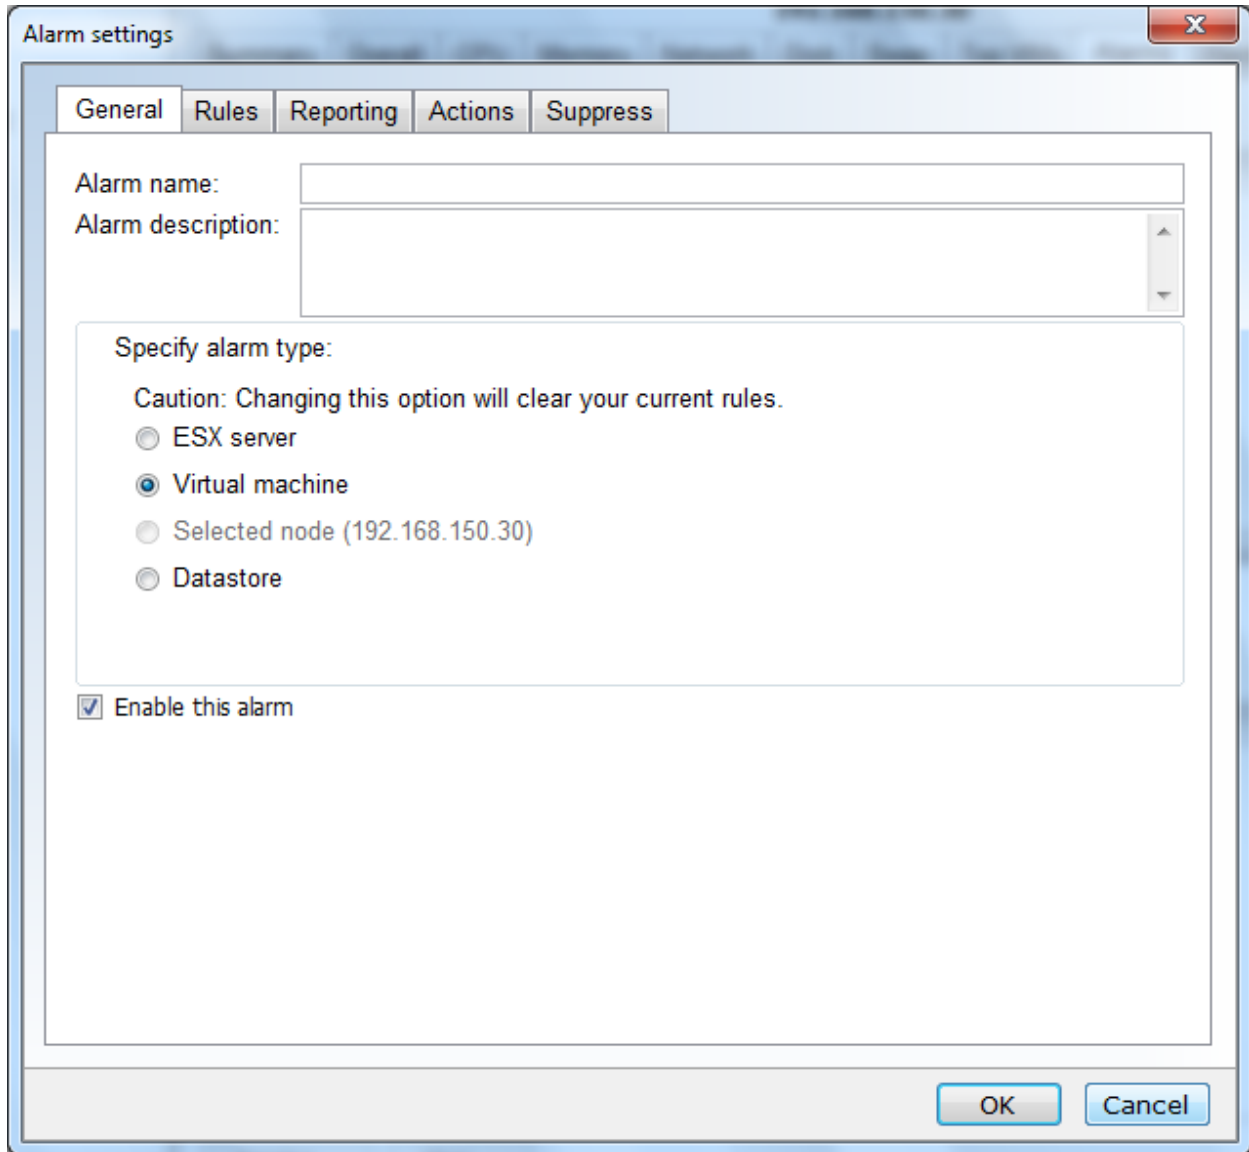 Alarm settings
General Rules Reporting Actions Suppress
Alarm name:
Alarm description:
Specify alarm type:
Caution: Changing this option will clear your current rules.
ESX server
Virtual machine
Selected node (192.168.150.30)
Datastore
Enable this alarm
OK Cancel